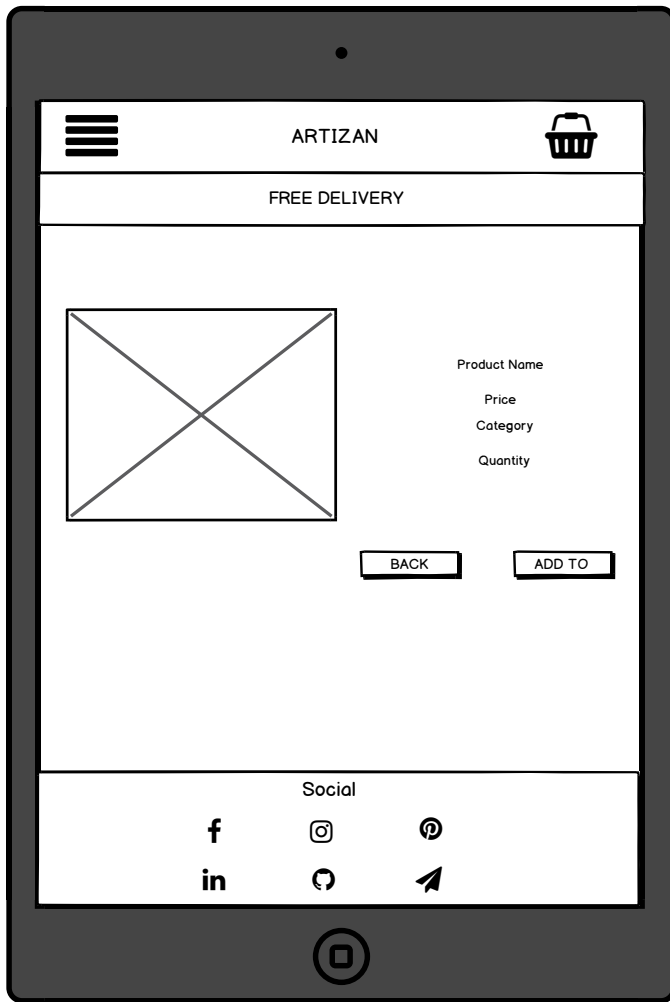 ARTIZAN
FREE DELIVERY
Product Name
Price
Category
Quantity
BACK
ADD TO
Social